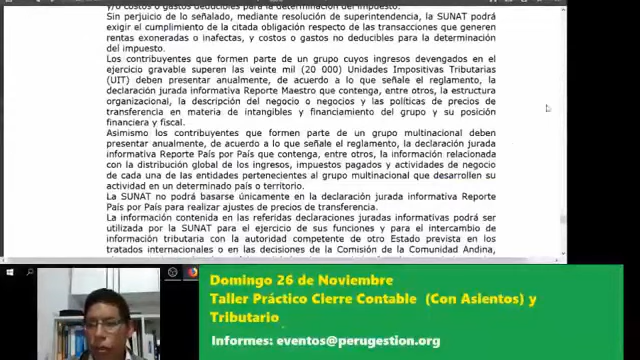 y/o costos o gastos deducibles para la determinación del impuesto.
Sin perjuicio de lo señalado, mediante resolución de superintendencia, la SUNAT podrá
exigir el cumplimiento de la citada obligación respecto de las transacciones que generen
rentas exoneradas o inafectas, y costos o gastos no deducibles para la determinación
del impuesto.
Los contribuyentes que formen parte de un grupo cuyos ingresos devengados en el
ejercicio gravable superen las veinte mil (20 000) Unidades Impositivas Tributarias
(UIT) deben presentar anualmente, de acuerdo a lo que señale el reglamento, la
declaración jurada informativa Reporte Maestro que contenga, entre otros, la estructura
organizacional, la descripción del negocio o negocios y las políticas de precios de
transferencia en materia de intangibles y financiamiento del grupo y su posición
financiera y fiscal.
Asimismo los contribuyentes que formen parte de un grupo multinacional deben
presentar anualmente, de acuerdo a lo que señale el reglamento, la declaración jurada
informativa Reporte País por País que contenga, entre otros, la información relacionada
con la distribución global de los ingresos, impuestos pagados y actividades de negocio
de cada una de las entidades pertenecientes al grupo multinacional que desarrollen su
actividad en un determinado país o territorio.
La SUNAT no podrá basarse únicamente en la declaración jurada informativa Reporte
País por País para realizar ajustes de precios de transferencia.
La información contenida en las referidas declaraciones juradas informativas podrá ser
utilizada por la SUNAT para el ejercicio de sus funciones y para el intercambio de
información tributaria con la autoridad competente de otro Estado prevista en los
tratados internacionales o en las decisiones de la Comisión de la Comunidad Andina,
Domingo 26 de Noviembre
Taller Práctico Cierre Contable (Con Asientos) y
Tributario
Informes: eventos@perugestion.org